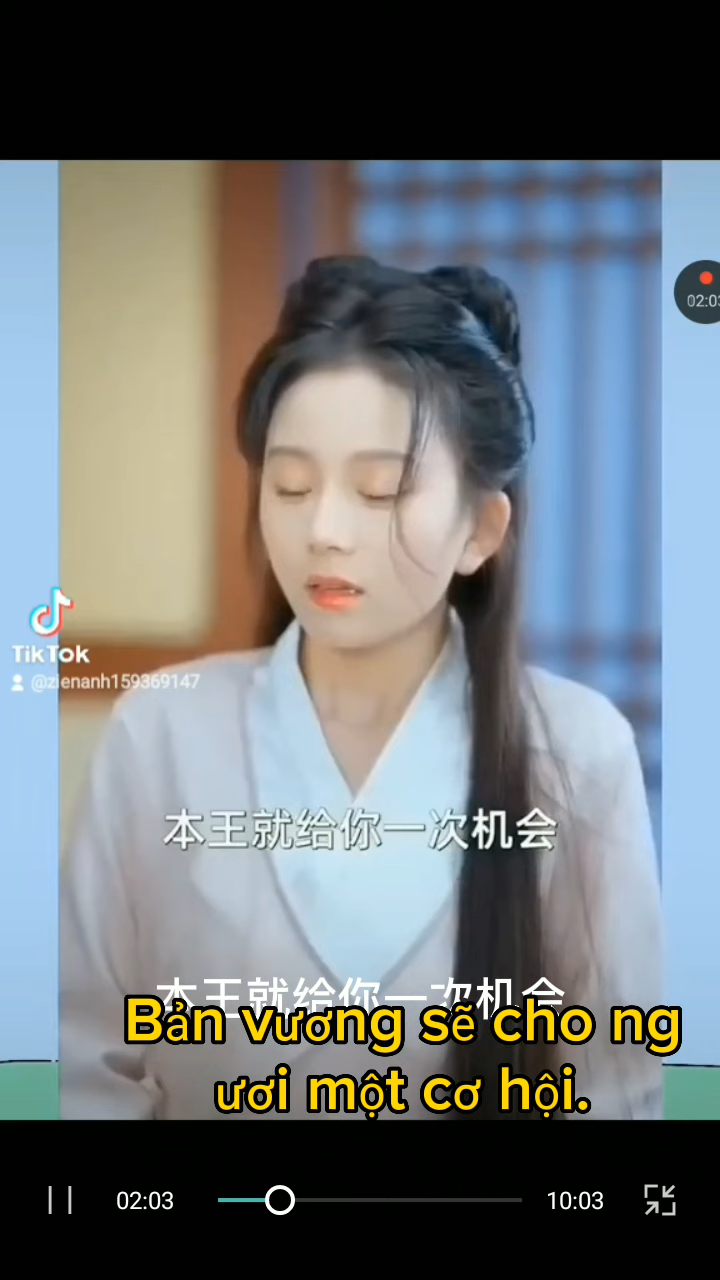 02:03
TikTok
@zienanh159369147
本王就给你一次机会
本王就给你一次机会
Bản vương sẽ cho ng
ươi một cơ hội.
02:03
10:03